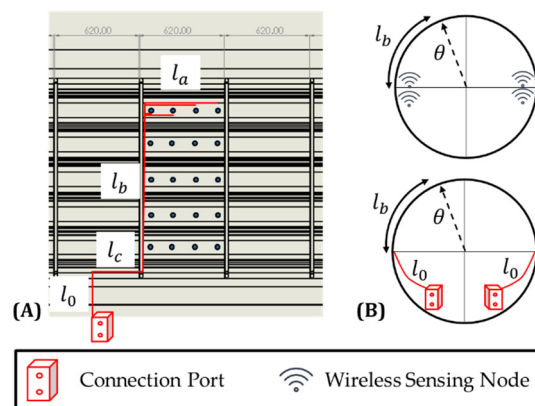 620.00 620.00 620.00
l_a
l_b
l_c
l_0
(A)
l_b
θ
l_b
θ
l_0 l_0
(B)
Connection Port Wireless Sensing Node